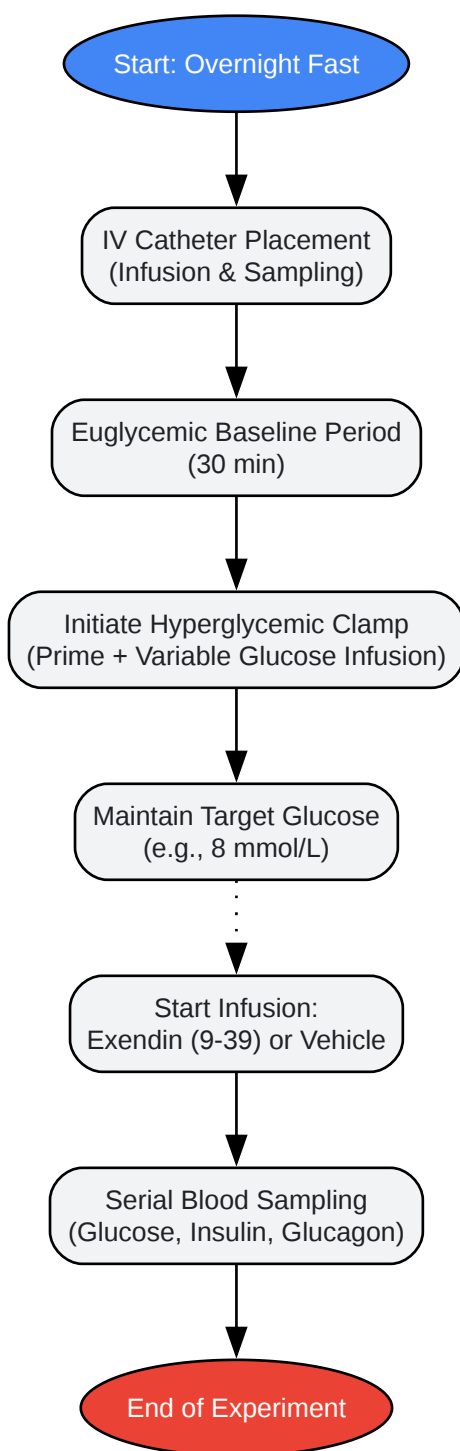 Start: Overnight Fast
IV Catheter Placement
(Infusion & Sampling)
Euglycemic Baseline Period
(30 min)
Initiate Hyperglycemic Clamp
(Prime + Variable Glucose Infusion)
Maintain Target Glucose
(e.g., 8 mmol/L)
Start Infusion:
Exendin (9-39) or Vehicle
Serial Blood Sampling
(Glucose, Insulin, Glucagon)
End of Experiment